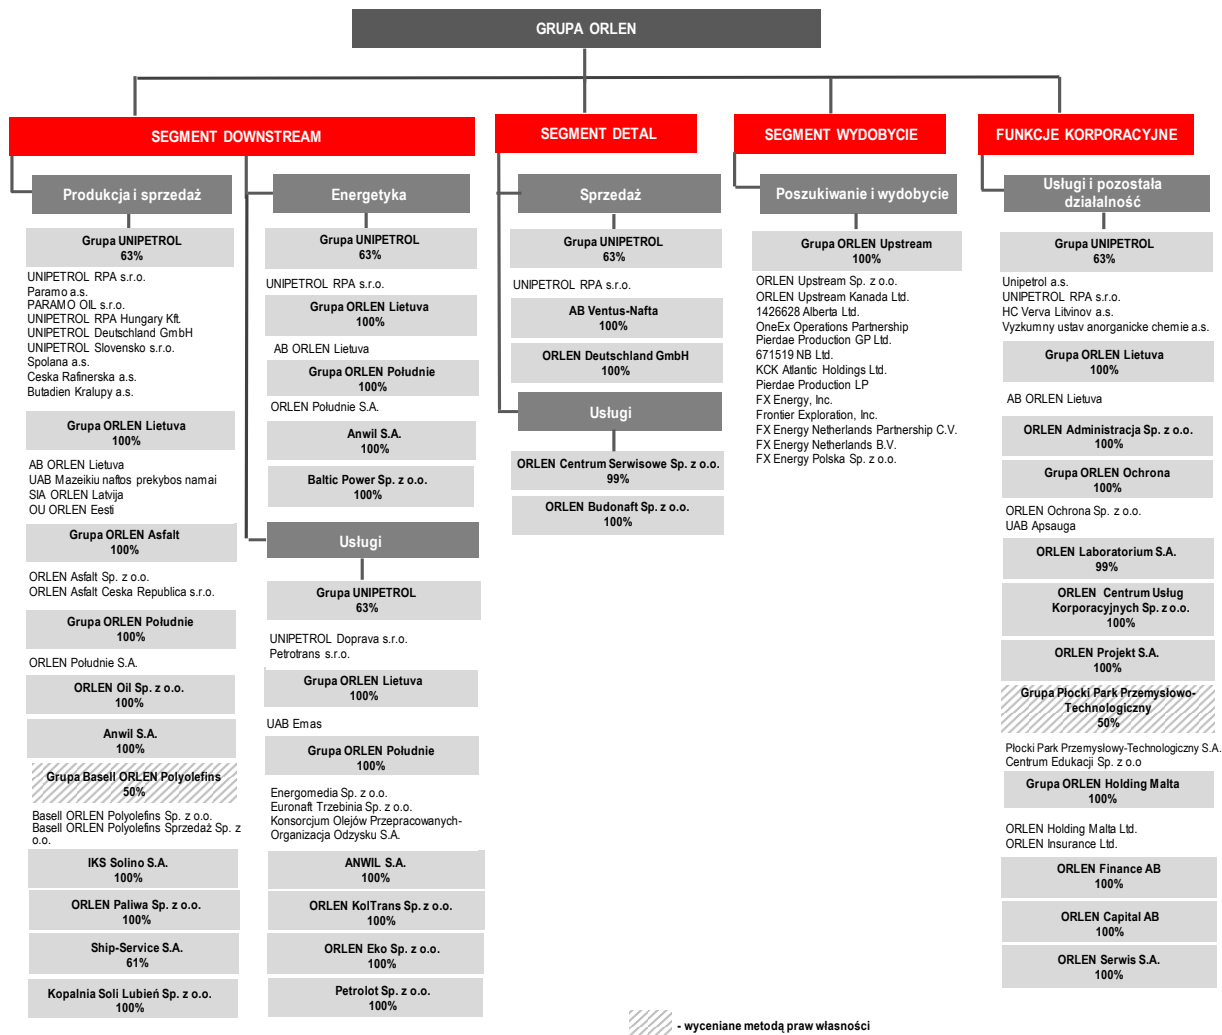 GRUPA ORLEN
SEGMENT DOWNSTREAM
Produkcja i sprzedaż
Grupa UNIPETROL
63%
UNIPETROL RPA s.r.o.
Paramo a.s.
PARAMO OIL s.r.o.
UNIPETROL RPA Hungary Kft.
UNIPETROL Deutschland GmbH
UNIPETROL Slovensko s.r.o.
Spolana a.s.
Ceska Rafinerska a.s.
Butadien Kralupy a.s.
Grupa ORLEN Lietuva
100%
AB ORLEN Lietuva
UAB Mazeikiu naftos prekybos namai
SIA ORLEN Latvija
OU ORLEN Eesti
Grupa ORLEN Asfalt
100%
ORLEN Asfalt Sp. z o.o.
ORLEN Asfalt Ceska Republica s.r.o.
Grupa ORLEN Południe
100%
ORLEN Południe S.A.
ORLEN Oil Sp. z o.o.
100%
Anwil S.A.
100%
Grupa Basell ORLEN Polyolefins
50%
Basell ORLEN Polyolefins Sp. z o.o.
Basell ORLEN Polyolefins Sprzedaż Sp. z
o.o.
IKS Solino S.A.
100%
ORLEN Paliwa Sp. z o.o.
100%
Ship-Service S.A.
61%
Kopalnia Soli Lubień Sp. z o.o.
100%
Energetyka
Grupa UNIPETROL
63%
UNIPETROL RPA s.r.o.
Grupa ORLEN Lietuva
100%
AB ORLEN Lietuva
Grupa ORLEN Południe
100%
ORLEN Południe S.A.
Anwil S.A.
100%
Baltic Power Sp. z o.o.
100%
Usługi
Grupa UNIPETROL
63%
UNIPETROL Doprava s.r.o.
Petrotrans s.r.o.
Grupa ORLEN Lietuva
100%
UAB Emas
Grupa ORLEN Południe
100%
Energomedia Sp. z o.o.
Euronaft Trzebinia Sp. z o.o.
Konsorcjum Olejów Przepracowanych-
Organizacja Odzysku S.A.
ANWIL S.A.
100%
ORLEN KolTrans Sp. z o.o.
100%
ORLEN Eko Sp. z o.o.
100%
Petrolot Sp. z o.o.
100%
SEGMENT DETAL
Sprzedaż
Grupa UNIPETROL
63%
UNIPETROL RPA s.r.o.
AB Ventus-Nafta
100%
ORLEN Deutschland GmbH
100%
Usługi
ORLEN Centrum Serwisowe Sp. z o.o.
99%
ORLEN Budonaft Sp. z o.o.
100%
SEGMENT WYDOBYCIE
Poszukiwanie i wydobycie
Grupa ORLEN Upstream
100%
ORLEN Upstream Sp. z o.o.
ORLEN Upstream Kanada Ltd.
1426628 Alberta Ltd.
OneEx Operations Partnership
Pierdae Production GP Ltd.
671519 NB Ltd.
KCK Atlantic Holdings Ltd.
Pierdae Production LP
FX Energy, Inc.
Frontier Exploration, Inc.
FX Energy Netherlands Partnership C.V.
FX Energy Netherlands B.V.
FX Energy Polska Sp. z o.o.
FUNKCJE KORPORACYJNE
Usługi i pozostała
działalność
Grupa UNIPETROL
63%
Unipetrol a.s.
UNIPETROL RPA s.r.o.
HC Verva Litvinov a.s.
Vyzkumny ustav anorganicke chemie a.s.
Grupa ORLEN Lietuva
100%
AB ORLEN Lietuva
ORLEN Administracja Sp. z o.o.
100%
Grupa ORLEN Ochrona
100%
ORLEN Ochrona Sp. z o.o.
UAB Apsauga
ORLEN Laboratorium S.A.
99%
ORLEN Centrum Usług
Korporacyjnych Sp. z o.o.
100%
ORLEN Projekt S.A.
100%
Grupa Płocki Park Przemysłowo-
Technologiczny
50%
Płocki Park Przemysłowy-Technologiczny S.A.
Centrum Edukacji Sp. z o.o
Grupa ORLEN Holding Malta
100%
ORLEN Holding Malta Ltd.
ORLEN Insurance Ltd.
ORLEN Finance AB
100%
ORLEN Capital AB
100%
ORLEN Serwis S.A.
100%
- wyceniane metodą praw własności